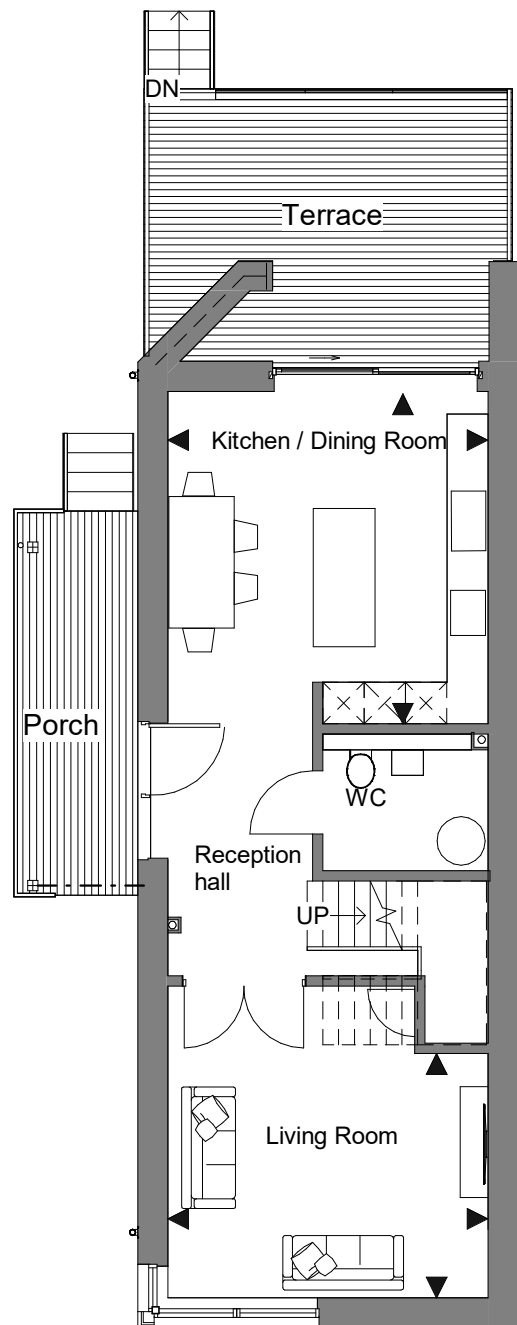 DN
Terrace
Kitchen / Dining Room
Porch
WC
Reception
hall
UP
Living Room